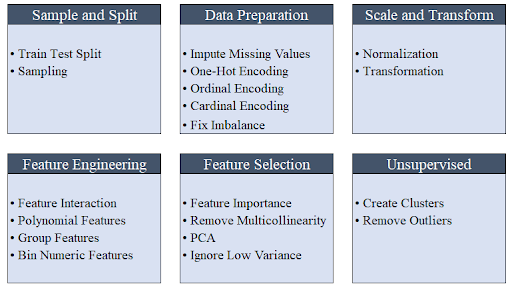 Sample and Split
• Train Test Split
• Sampling
Data Preparation
• Impute Missing Values
• One-Hot Encoding
• Ordinal Encoding
• Cardinal Encoding
• Fix Imbalance
Scale and Transform
• Normalization
• Transformation
Feature Engineering
• Feature Interaction
• Polynomial Features
• Group Features
• Bin Numeric Features
Feature Selection
• Feature Importance
• Remove Multicollinearity
• PCA
• Ignore Low Variance
Unsupervised
• Create Clusters
• Remove Outliers